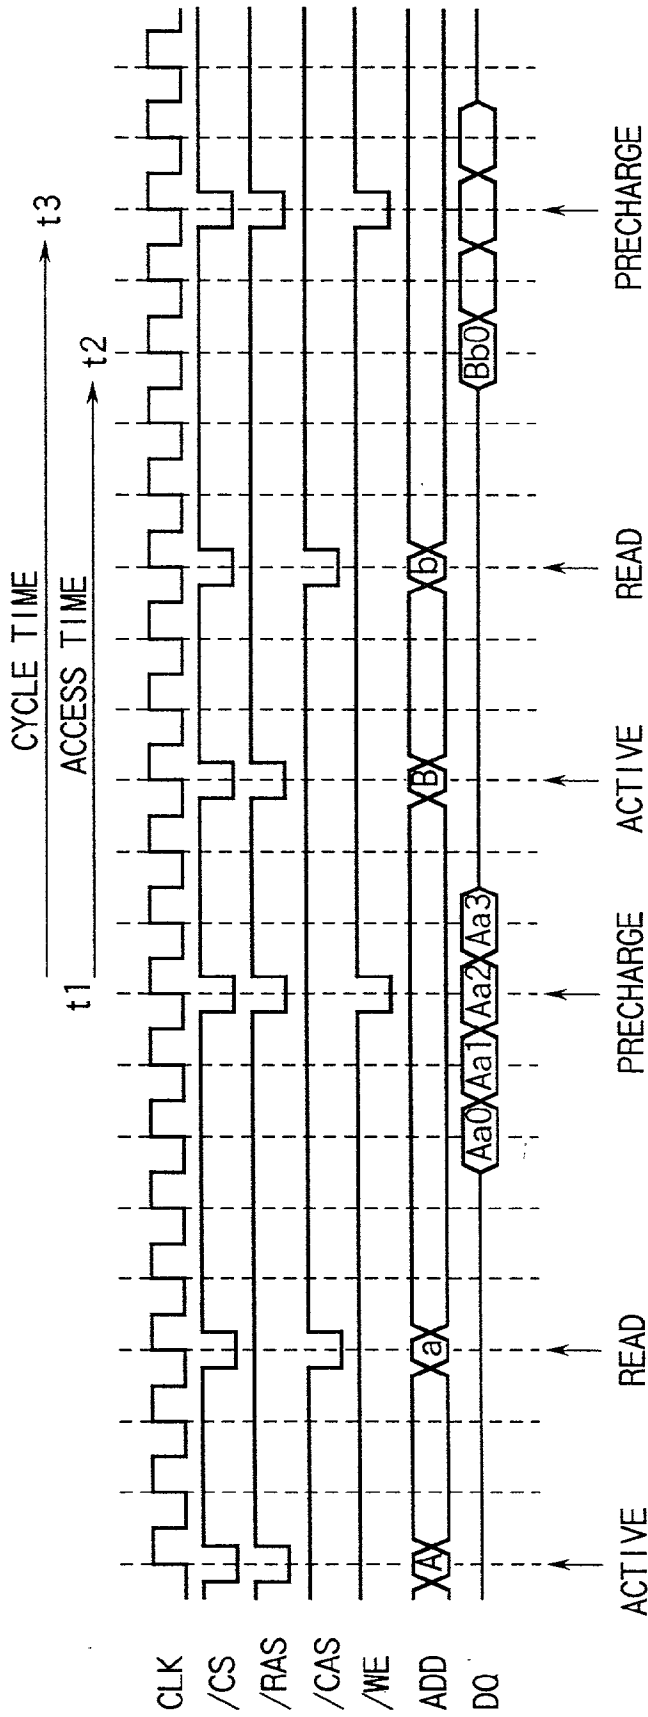 CYCLE TIME
ACCESS TIME
t1
t2
t3
CLK
/CS
/RAS
/CAS
/WE
ADD
A
a
B
b
DQ
Aa0
Aa1
Aa2
Aa3
Bb0
ACTIVE
READ
PRECHARGE
ACTIVE
READ
PRECHARGE